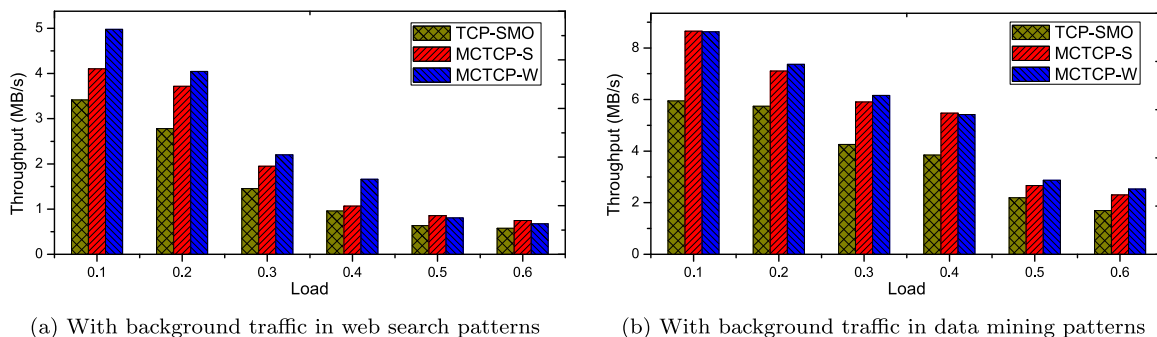 TCP-SMO
MCTCP-S
MCTCP-W
Throughput (MB/s)
5
4
3
2
1
0
0.1 0.2 0.3 0.4 0.5 0.6
Load
(a) With background traffic in web search patterns
TCP-SMO
MCTCP-S
MCTCP-W
Throughput (MB/s)
8
6
4
2
0
0.1 0.2 0.3 0.4 0.5 0.6
Load
(b) With background traffic in data mining patterns